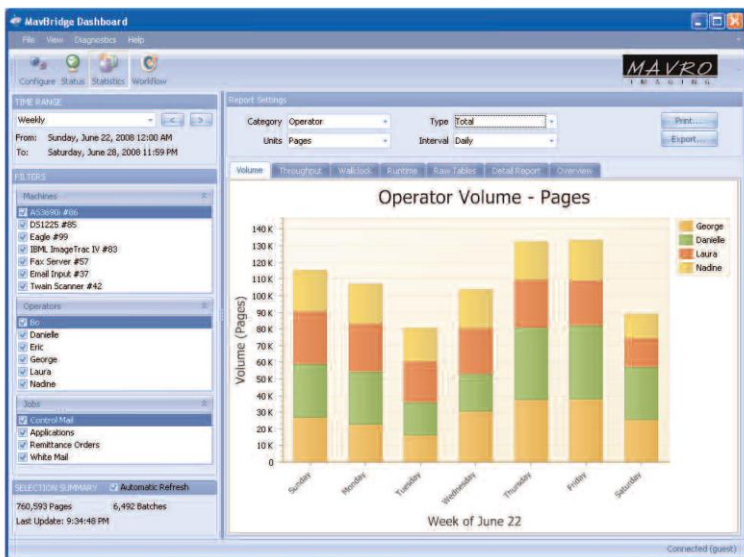 MavBridge Dashboard
File View Diagnostics Help
Configure Status Statistics Workflow
MAVRO
IMAGING
TIME RANGE
Weekly < >
From: Sunday, June 22, 2008 12:00 AM
To: Saturday, June 28, 2008 11:59 PM
FILTERS
Machines
AS3690i #66
DS1225 #85
Eagle #99
IBML ImageTrac IV #83
Fax Server #57
Email Input #37
Twain Scanner #42
Operators
Bo
Danielle
Eric
George
Laura
Nadine
Jobs
Control Mail
Applications
Remittance Orders
White Mail
SELECTION SUMMARY Automatic Refresh
760,593 Pages 6,492 Batches
Last Update: 9:34:48 PM
Report Settings
Category Operator Type Total Print...
Units Pages Interval Daily Export...
Volume Throughput Wallclock Runtime Raw Tables Detail Report Overview
Operator Volume - Pages
George
Danielle
Laura
Nadine
Volume (Pages)
140 K
130 K
120 K
110 K
100 K
90 K
80 K
70 K
60 K
50 K
40 K
30 K
20 K
10 K
0
Sunday Monday Tuesday Wednesday Thursday Friday Saturday
Week of June 22
Connected (guest)